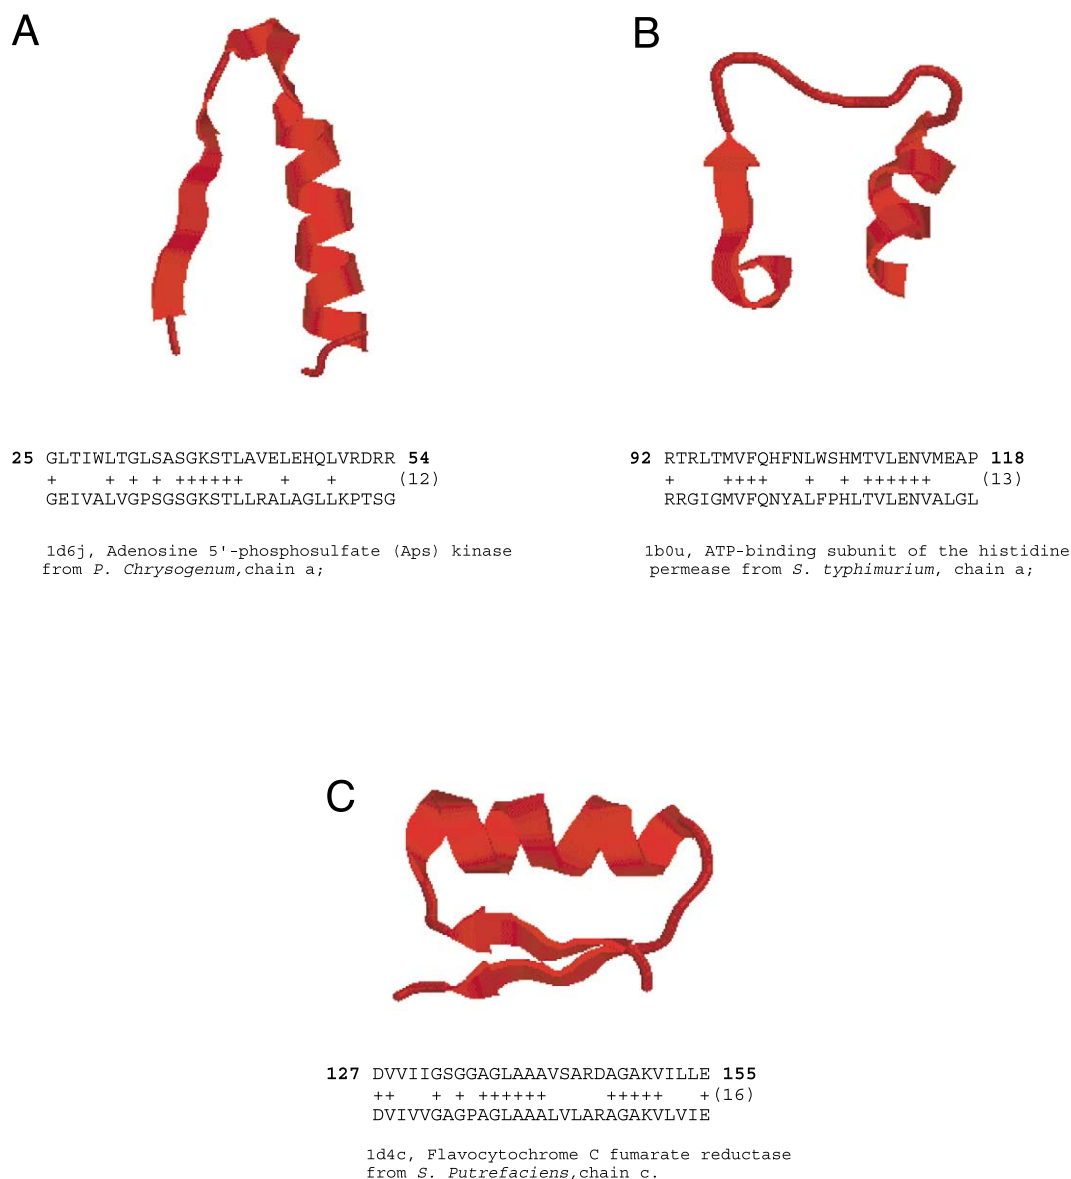 A
B
25 GLTIWLTGLSASGKSTLAVELEHQLVRDRR 54
+    + + + ++++++   +   + (12)
GEIVALVGPSGSGKSTLLRALAGLLKPTSG
1d6j, Adenosine 5'-phosphosulfate (Aps) kinase
from P. Chrysogenum,chain a;
92 RTRLTMVFQHFNLWSHMTVLENVMEAP 118
+    ++++   +  + ++++++ (13)
RRGIGMVFQNYALFPHLTVLENVALGL
1b0u, ATP-binding subunit of the histidine
permease from S. typhimurium, chain a;
C
127 DVVIIGSGGAGLAAAVSARDAGAKVILLE 155
++   + + ++++++     +++++   +(16)
DVIVVGAGPAGLAAALVLARAGAKVLVIE
1d4c, Flavocytochrome C fumarate reductase
from S. Putrefaciens,chain c.